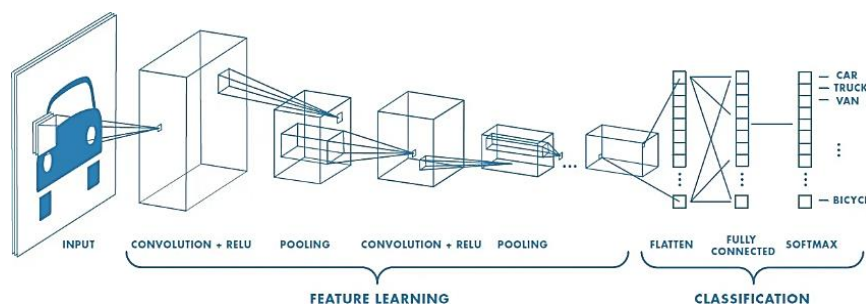 CAR
TRUCK
VAN
BICYCLE
INPUT
CONVOLUTION + RELU
POOLING
CONVOLUTION + RELU
POOLING
FLATTEN
FULLY
CONNECTED
SOFTMAX
FEATURE LEARNING
CLASSIFICATION